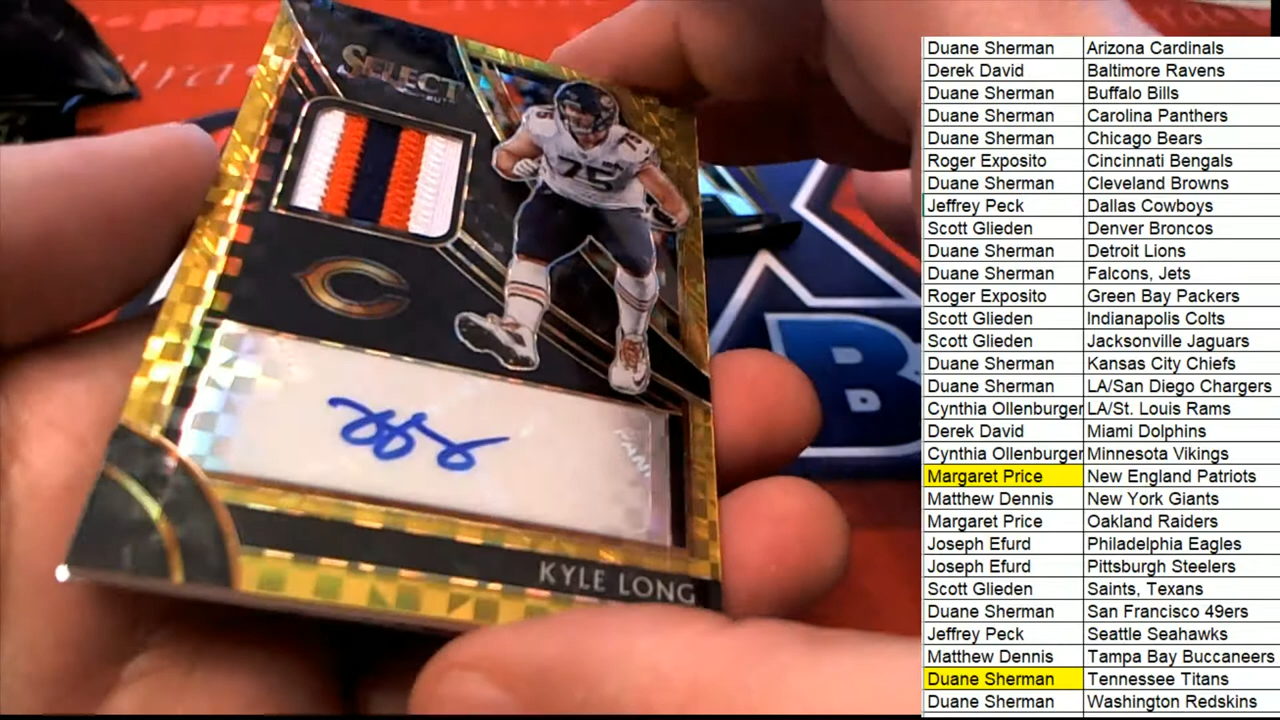 SELECT
75
75
KYLE LONG
PANI
B
Duane Sherman Arizona Cardinals
Derek David Baltimore Ravens
Duane Sherman Buffalo Bills
Duane Sherman Carolina Panthers
Duane Sherman Chicago Bears
Roger Exposito Cincinnati Bengals
Duane Sherman Cleveland Browns
Jeffrey Peck Dallas Cowboys
Scott Glieden Denver Broncos
Duane Sherman Detroit Lions
Duane Sherman Falcons, Jets
Roger Exposito Green Bay Packers
Scott Glieden Indianapolis Colts
Scott Glieden Jacksonville Jaguars
Duane Sherman Kansas City Chiefs
Duane Sherman LA/San Diego Chargers
Cynthia Ollenburger LA/St. Louis Rams
Derek David Miami Dolphins
Cynthia Ollenburger Minnesota Vikings
Margaret Price New England Patriots
Matthew Dennis New York Giants
Margaret Price Oakland Raiders
Joseph Efurd Philadelphia Eagles
Joseph Efurd Pittsburgh Steelers
Scott Glieden Saints, Texans
Duane Sherman San Francisco 49ers
Jeffrey Peck Seattle Seahawks
Matthew Dennis Tampa Bay Buccaneers
Duane Sherman Tennessee Titans
Duane Sherman Washington Redskins